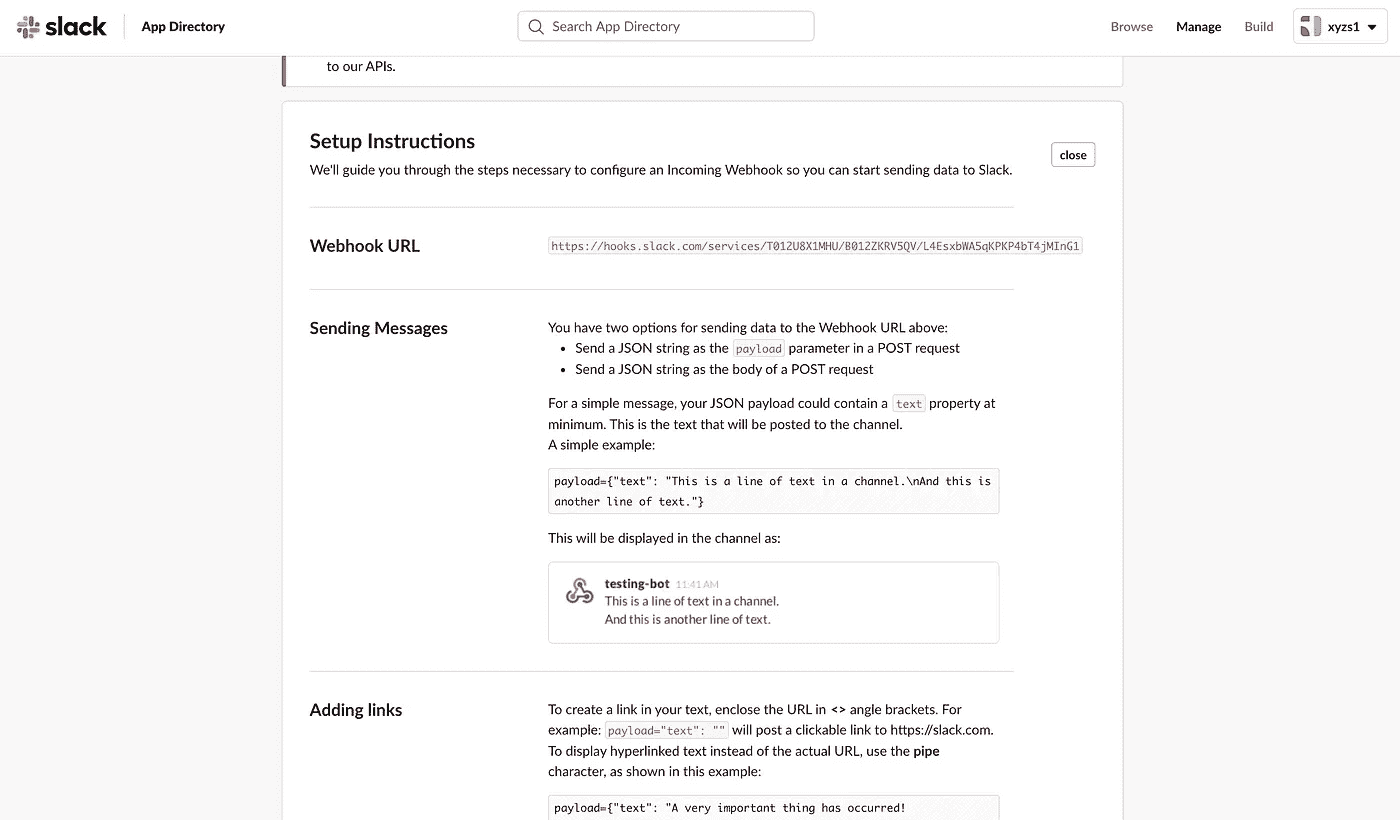 slack App Directory Search App Directory Browse Manage Build xyzs1
to our APIs.
Setup Instructions
close
We'll guide you through the steps necessary to configure an Incoming Webhook so you can start sending data to Slack.
Webhook URL https://hooks.slack.com/services/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
Sending Messages You have two options for sending data to the Webhook URL above:
• Send a JSON string as the payload parameter in a POST request
• Send a JSON string as the body of a POST request
For a simple message, your JSON payload could contain a text property at
minimum. This is the text that will be posted to the channel.
A simple example:
payload={"text": "This is a line of text in a channel.\nAnd this is
another line of text."}
This will be displayed in the channel as:
testing-bot 11:41 AM
This is a line of text in a channel.
And this is another line of text.
Adding links To create a link in your text, enclose the URL in <> angle brackets. For
example: payload="text": "" will post a clickable link to https://slack.com.
To display hyperlinked text instead of the actual URL, use the pipe
character, as shown in this example:
payload={"text": "A very important thing has occurred!